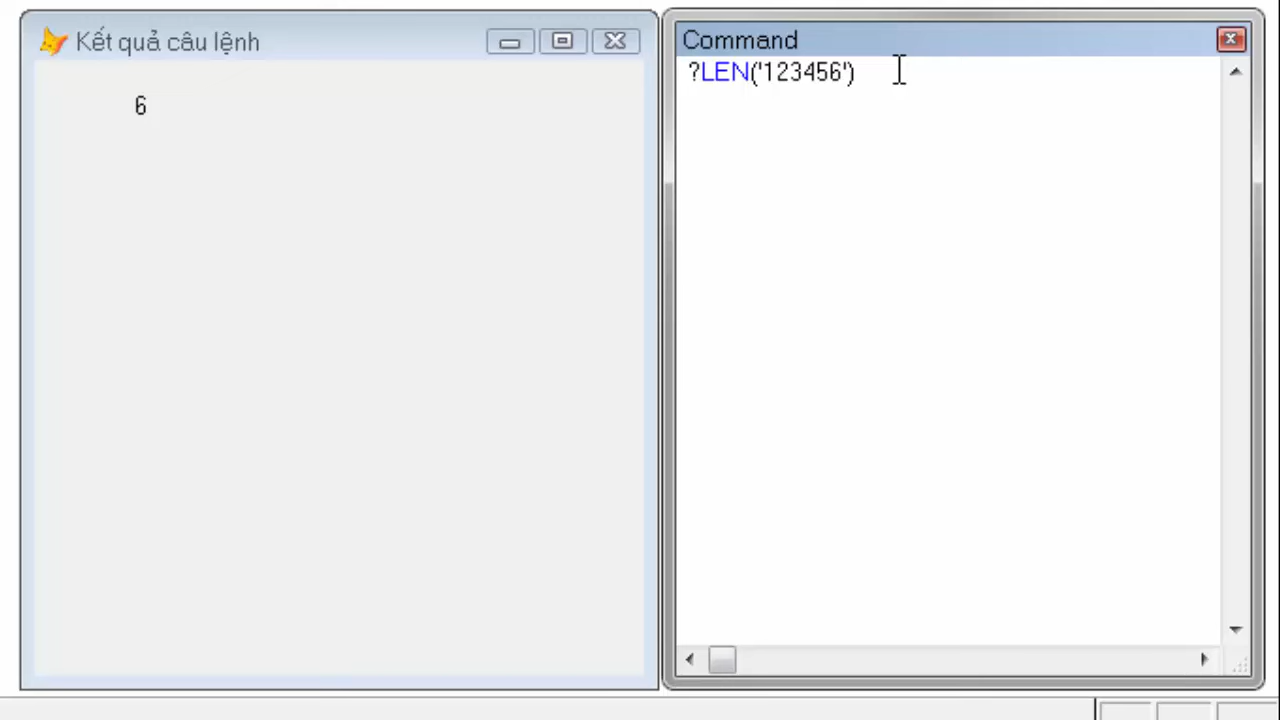 Kết quả câu lệnh
6
Command
?LEN('123456')